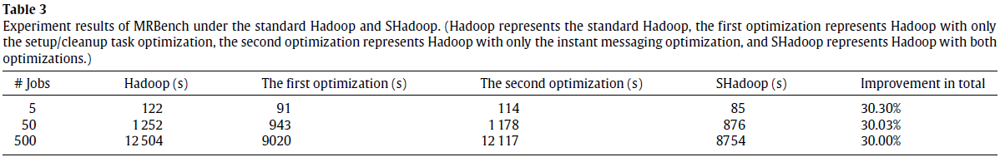 Table 3
Experiment results of MRBench under the standard Hadoop and SHadoop. (Hadoop represents the standard Hadoop, the first optimization represents Hadoop with only
the setup/cleanup task optimization, the second optimization represents Hadoop with only the instant messaging optimization, and SHadoop represents Hadoop with both
optimizations.)
# Jobs Hadoop (s) The first optimization (s) The second optimization (s) SHadoop (s) Improvement in total
5 122 91 114 85 30.30%
50 1 252 943 1 178 876 30.03%
500 12 504 9020 12 117 8754 30.00%